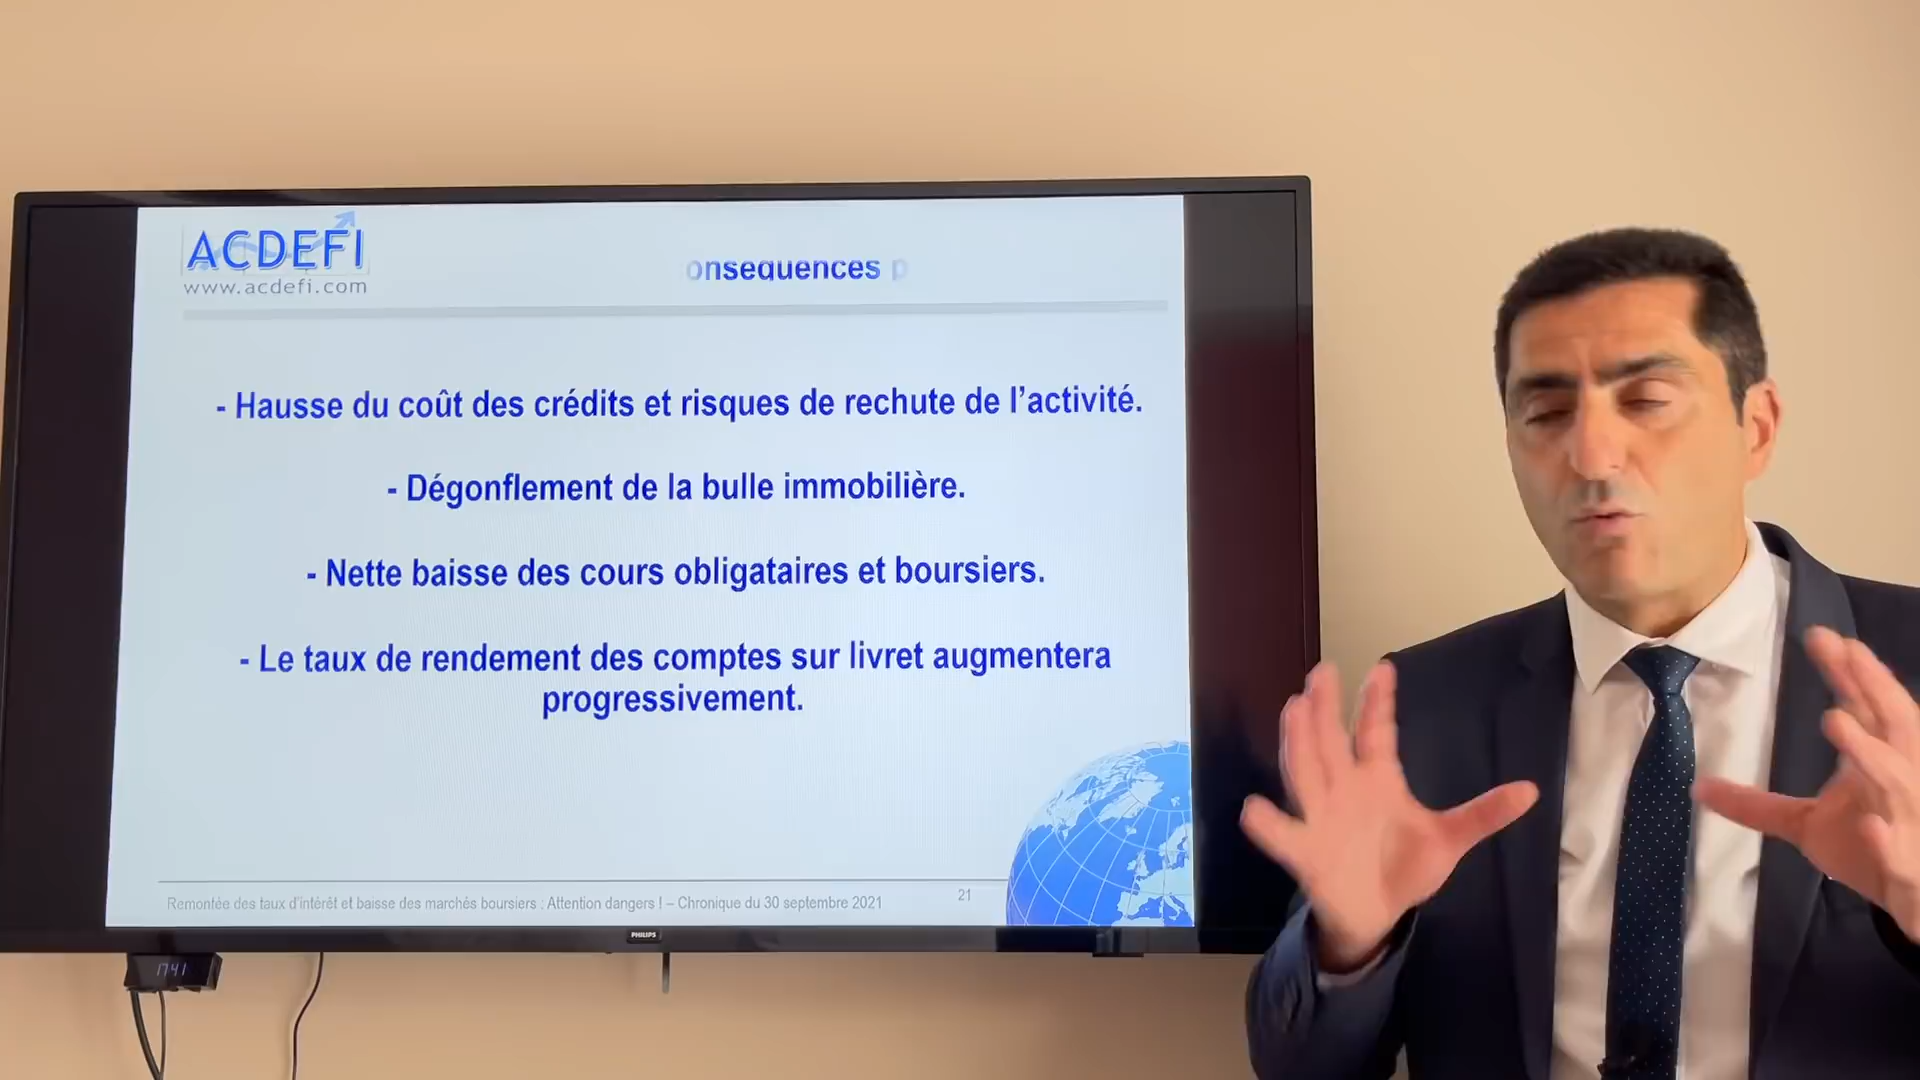 ACDEFI
www.acdefi.com
onsequences p
- Hausse du coût des crédits et risques de rechute de l’activité.
- Dégonflement de la bulle immobilière.
- Nette baisse des cours obligataires et boursiers.
- Le taux de rendement des comptes sur livret augmentera
progressivement.
Remontée des taux d’intérêt et baisse des marchés boursiers : Attention dangers ! – Chronique du 30 septembre 2021
21
PHILIPS
1741